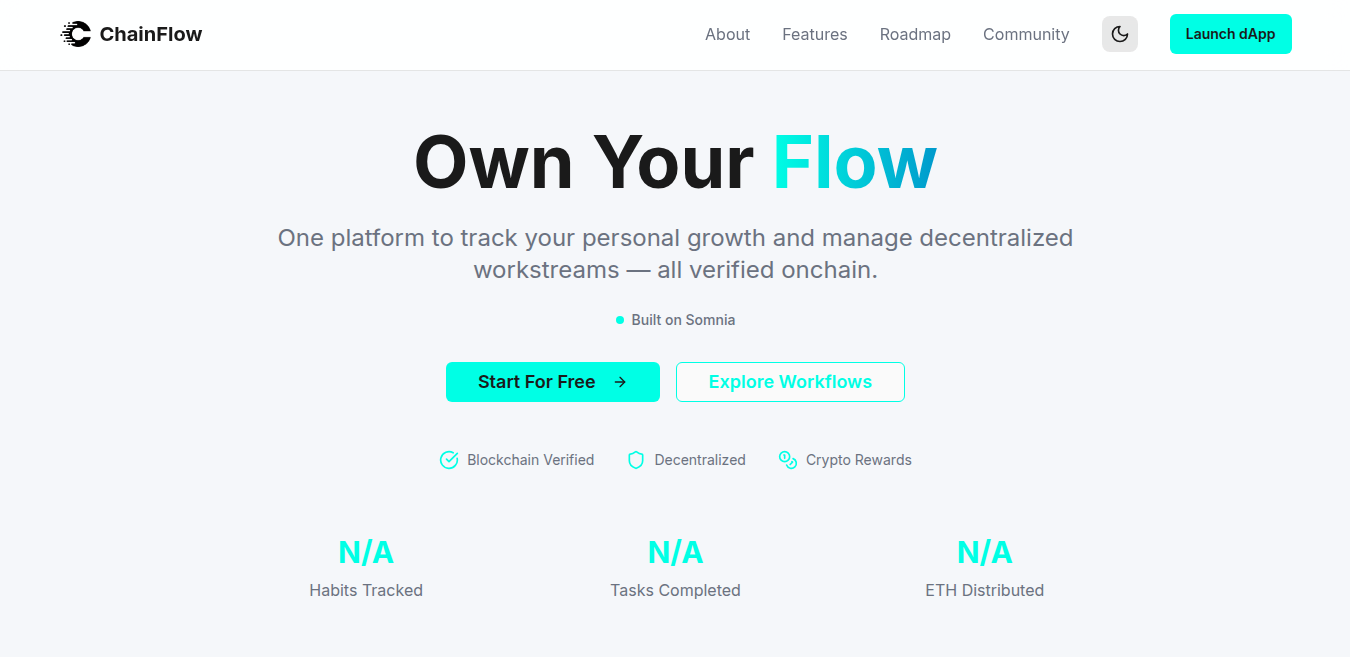 ChainFlow
About
Features
Roadmap
Community
Launch dApp
Own Your Flow
One platform to track your personal growth and manage decentralized
workstreams — all verified onchain.
Built on Somnia
Start For Free
Explore Workflows
Blockchain Verified
Decentralized
Crypto Rewards
N/A
Habits Tracked
N/A
Tasks Completed
N/A
ETH Distributed